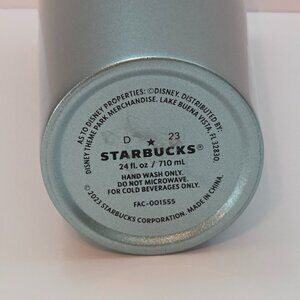 AS TO DISNEY PROPERTIES: ©DISNEY. DISTRIBUTED BY:
DISNEY THEME PARK MERCHANDISE. LAKE BUENA VISTA, FL 32830.
D ★ 23
STARBUCKS®
24 fl. oz / 710 mL
HAND WASH ONLY.
DO NOT MICROWAVE.
FOR COLD BEVERAGES ONLY.
FAC-001555
© 2023 STARBUCKS CORPORATION. MADE IN CHINA.